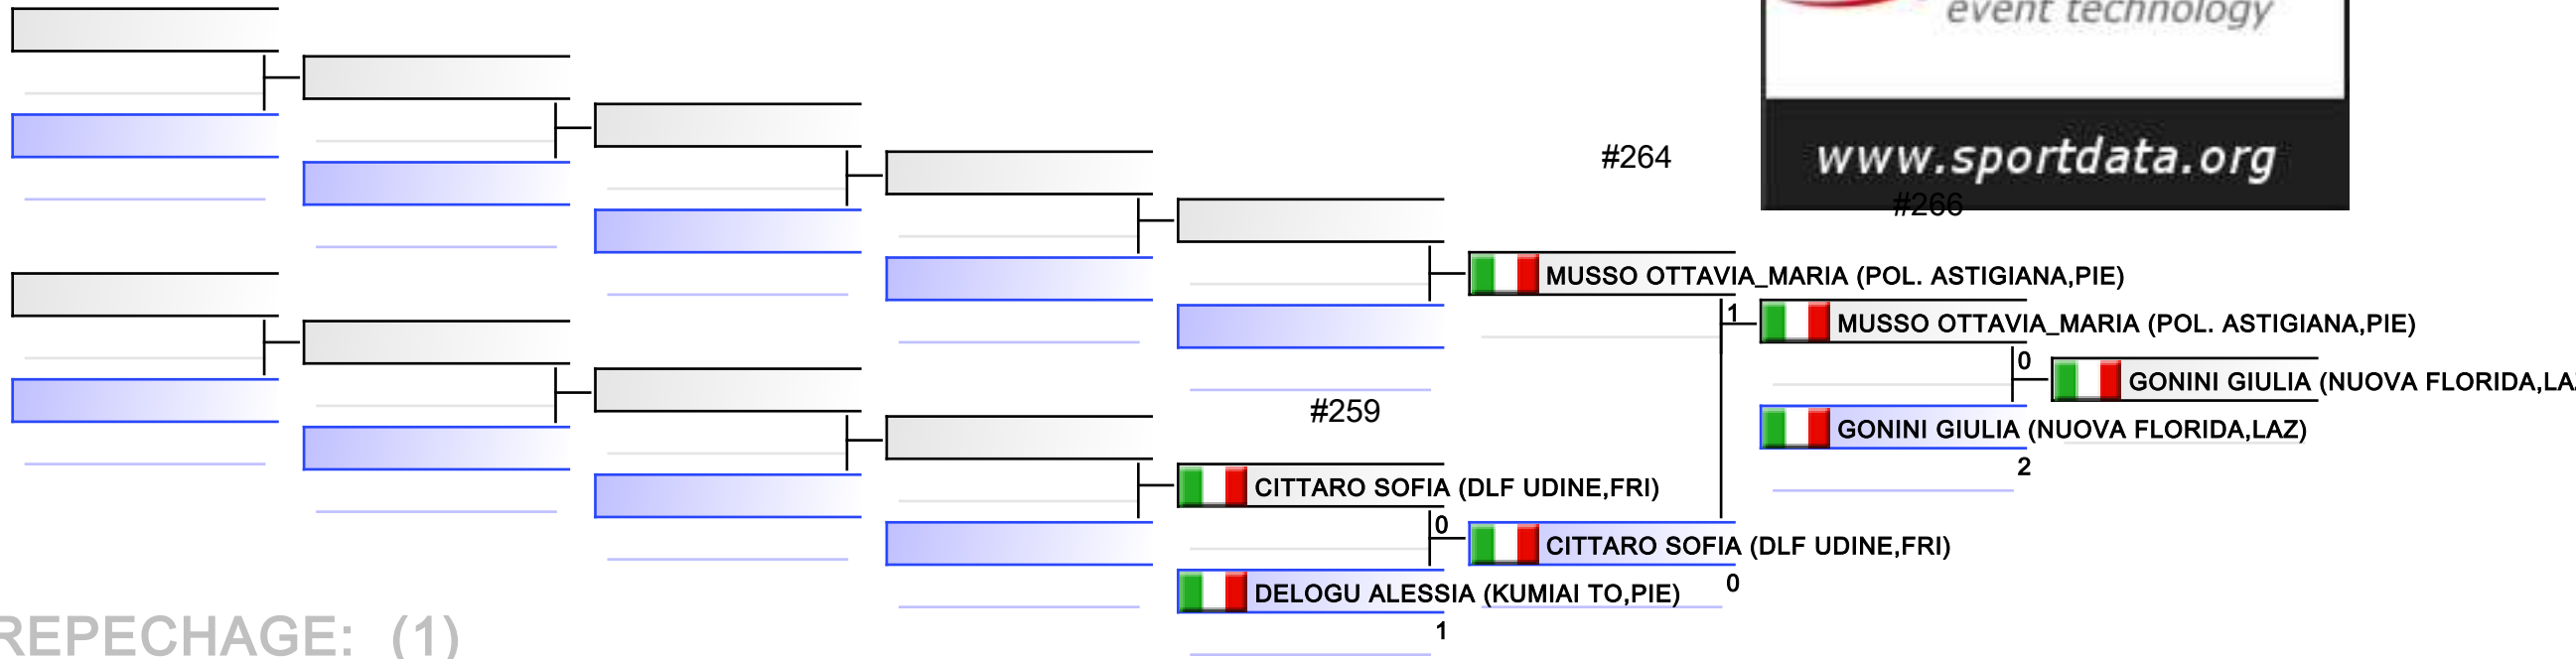 event technology
www.sportdata.org
#264
#266
MUSSO OTTAVIA_MARIA (POL. ASTIGIANA,PIE)
1
MUSSO OTTAVIA_MARIA (POL. ASTIGIANA,PIE)
0
GONINI GIULIA (NUOVA FLORIDA,LAZ
#259
GONINI GIULIA (NUOVA FLORIDA,LAZ)
2
CITTARO SOFIA (DLF UDINE,FRI)
0
CITTARO SOFIA (DLF UDINE,FRI)
0
DELOGU ALESSIA (KUMIAI TO,PIE)
1
REPECHAGE: (1)